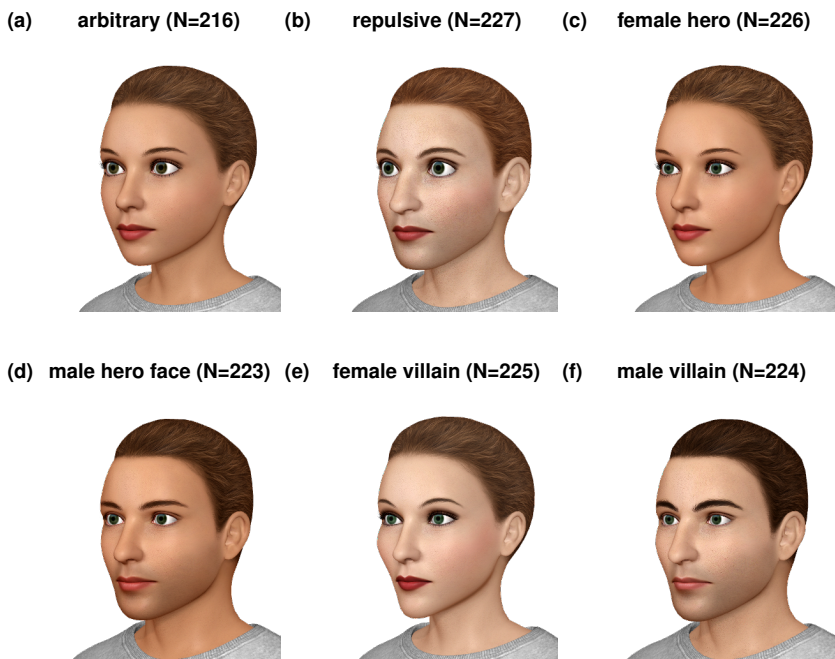 (a) arbitrary (N=216) (b) repulsive (N=227) (c) female hero (N=226)
(d) male hero face (N=223) (e) female villain (N=225) (f) male villain (N=224)